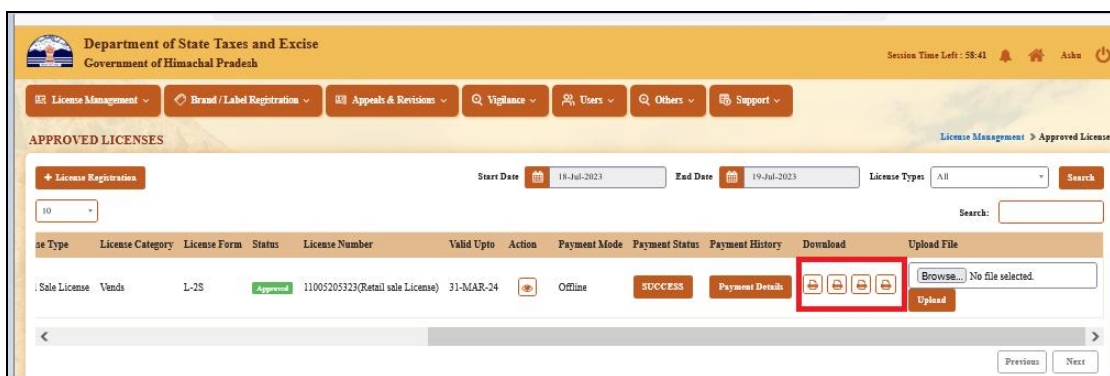 Department of State Taxes and Excise
Government of Himachal Pradesh
Session Time Left : 58:41
Ashu
License Management
Brand / Label Registration
Appeals & Revisions
Vigilance
Users
Others
Support
APPROVED LICENSES
License Management > Approved License
+ License Registration
Start Date 18-Jul-2023
End Date 19-Jul-2023
License Types All
Search
10
Search:
se Type License Category License Form Status License Number Valid Upto Action Payment Mode Payment Status Payment History Download Upload File
Sale License Vends L-2S Approved 11005205323(Retail sale License) 31-MAR-24 Offline SUCCESS Payment Details Browse... No file selected.
Upload
Previous Next